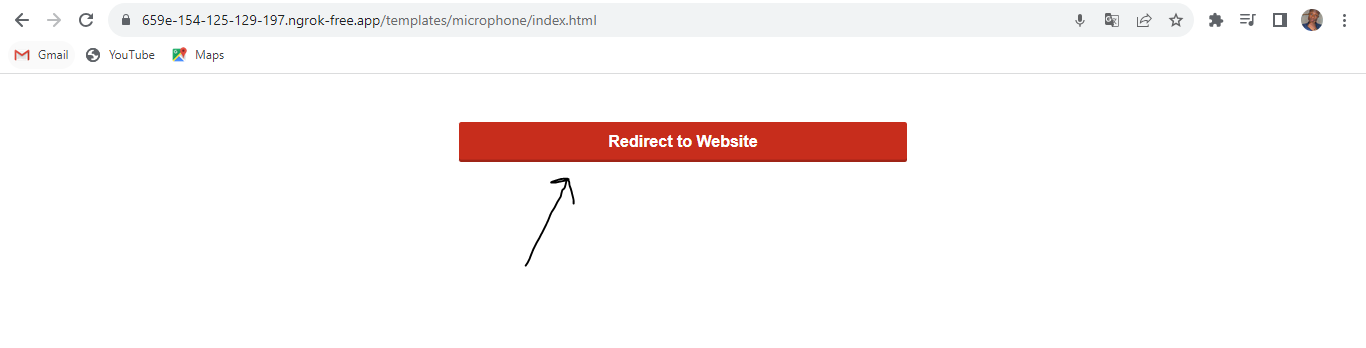 659e-154-125-129-197.ngrok-free.app/templates/microphone/index.html
Gmail YouTube Maps
Redirect to Website